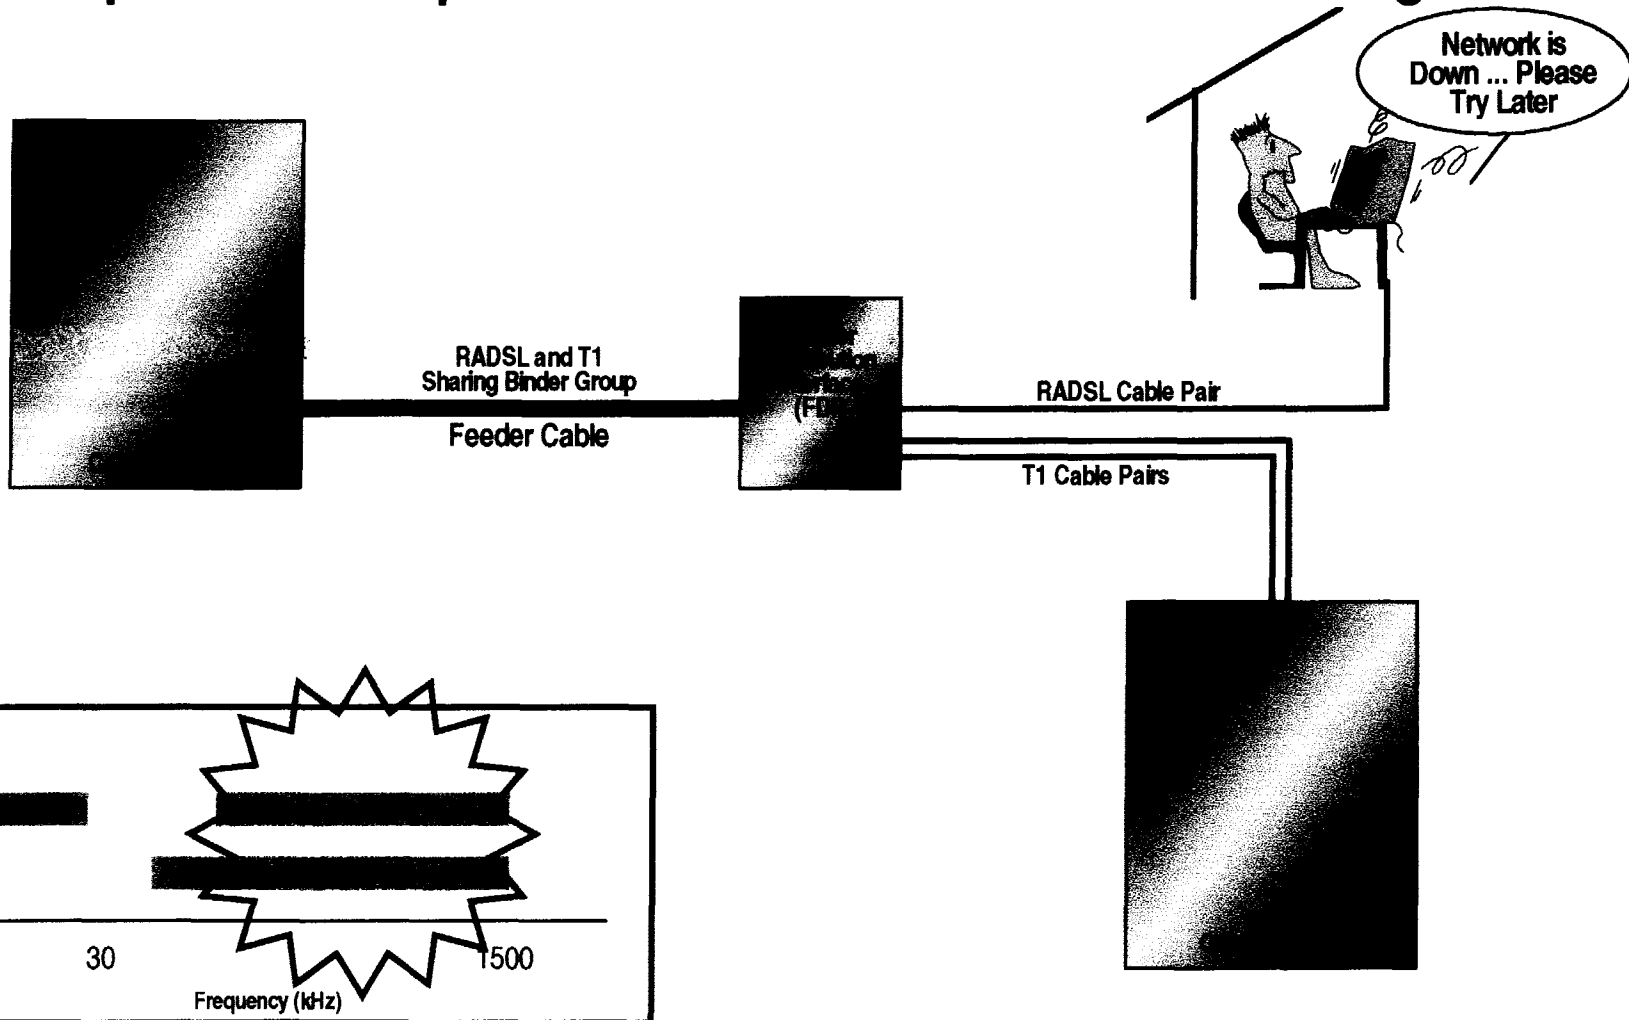 Network is
Down ... Please
Try Later
RADSL and T1
Sharing Binder Group
Feeder Cable
RADSL Cable Pair
T1 Cable Pairs
30
1500
Frequency (kHz)